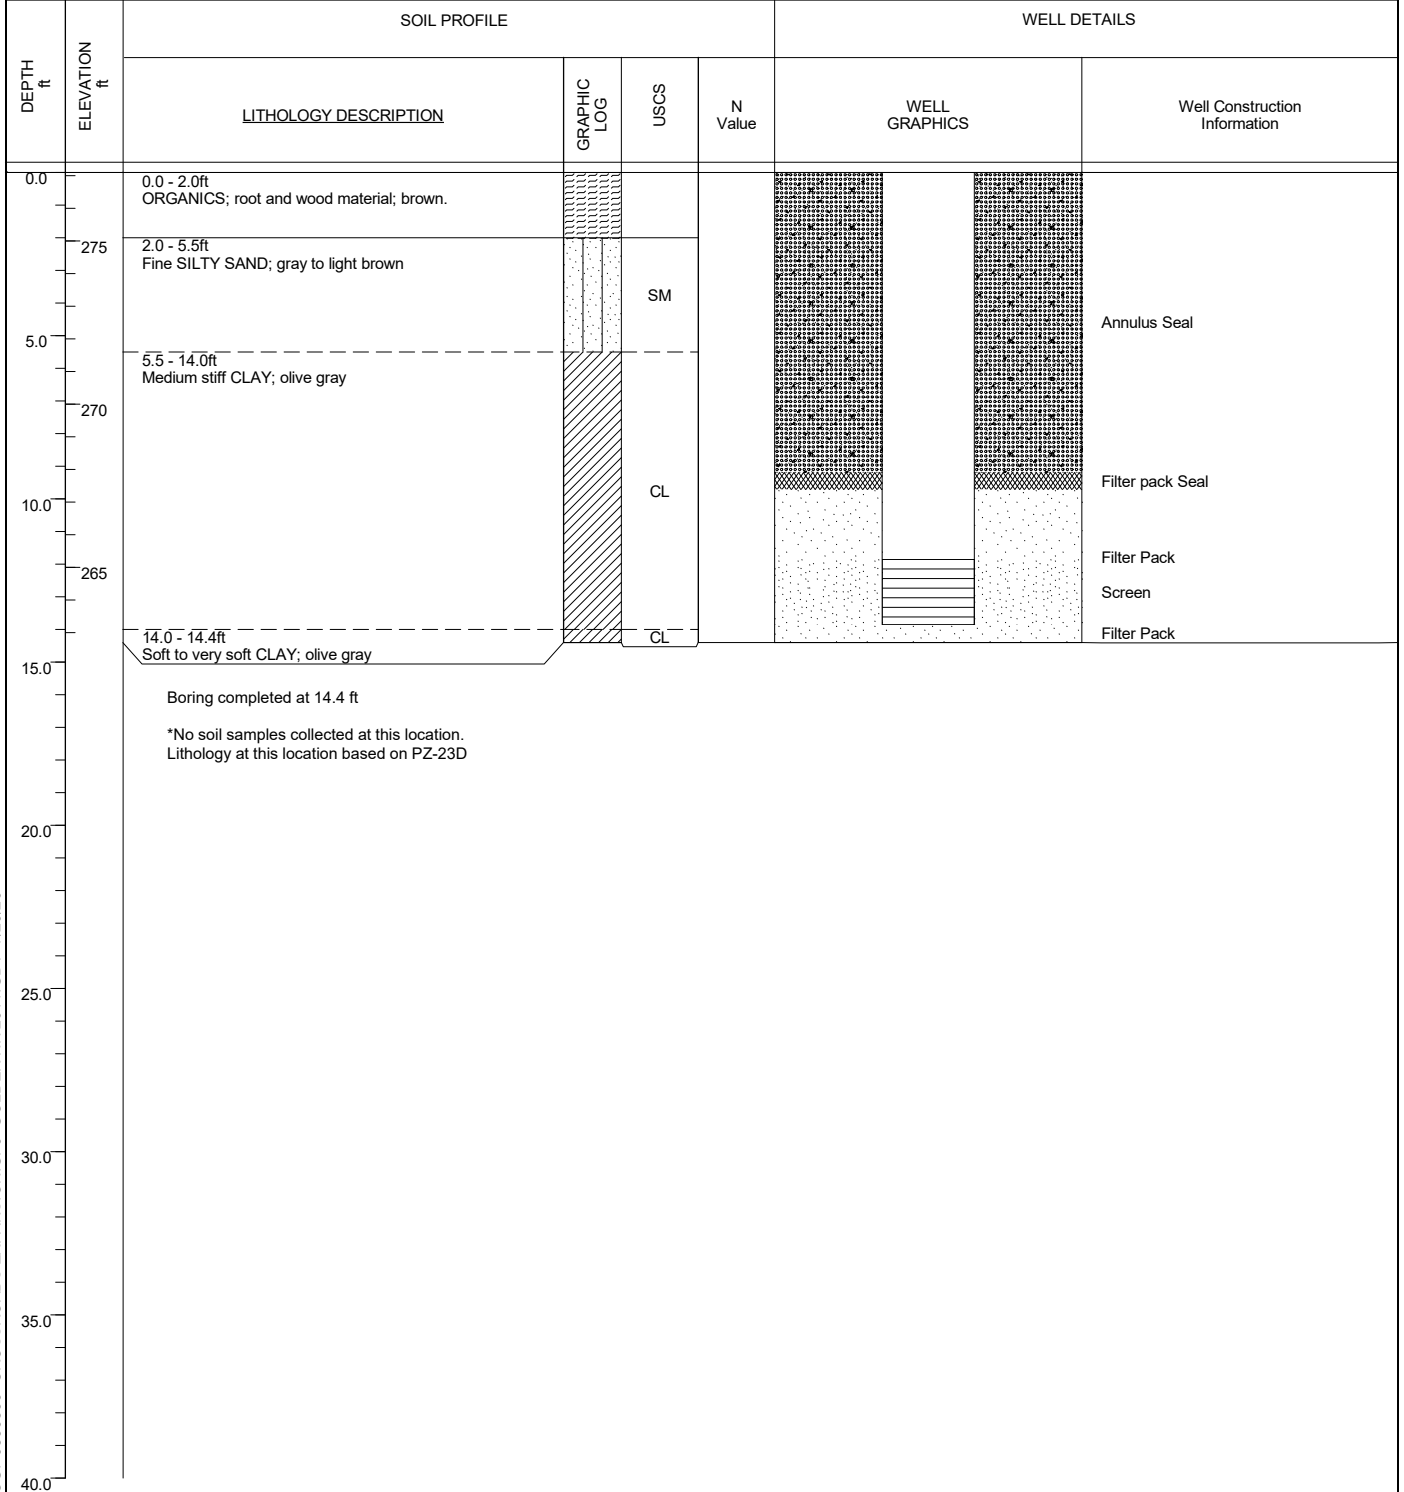 SOIL PROFILE
WELL DETAILS
DEPTH
ft
ELEVATION
ft
LITHOLOGY DESCRIPTION
GRAPHIC
LOG
USCS
N
Value
WELL
GRAPHICS
Well Construction
Information
0.0
0.0 - 2.0ft
ORGANICS; root and wood material; brown.
275
2.0 - 5.5ft
Fine SILTY SAND; gray to light brown
SM
Annulus Seal
5.0
5.5 - 14.0ft
Medium stiff CLAY; olive gray
270
Filter pack Seal
CL
10.0
Filter Pack
265
Screen
Filter Pack
14.0 - 14.4ft
CL
Soft to very soft CLAY; olive gray
15.0
Boring completed at 14.4 ft
*No soil samples collected at this location.
Lithology at this location based on PZ-23D
20.0
25.0
30.0
35.0
40.0